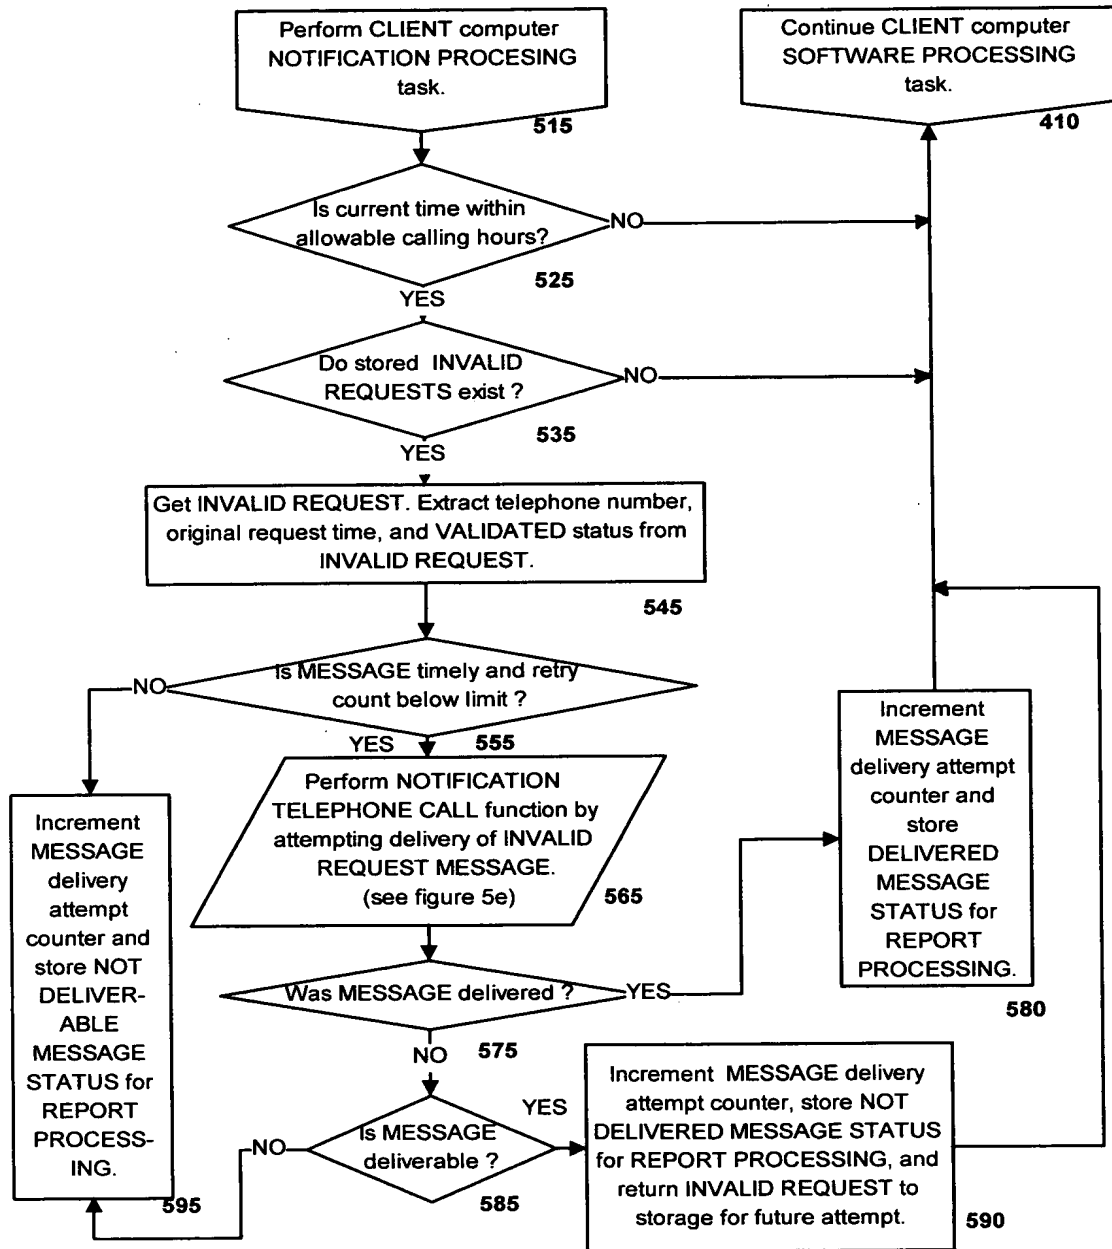 Perform CLIENT computer
NOTIFICATION PROCESING
task.
515
Continue CLIENT computer
SOFTWARE PROCESSING
task.
410
Is current time within
allowable calling hours?
NO
525
YES
Do stored INVALID
REQUESTS exist ?
NO
535
YES
Get INVALID REQUEST. Extract telephone number,
original request time, and VALIDATED status from
INVALID REQUEST.
545
Is MESSAGE timely and retry
count below limit ?
NO
YES
555
Perform NOTIFICATION
TELEPHONE CALL function by
attempting delivery of INVALID
REQUEST MESSAGE.
(see figure 5e)
565
Increment
MESSAGE
delivery attempt
counter and
store
DELIVERED
MESSAGE
STATUS for
REPORT
PROCESSING.
580
Increment
MESSAGE
delivery
attempt
counter and
store NOT
DELIVER-
ABLE
MESSAGE
STATUS for
REPORT
PROCESS-
ING.
595
Was MESSAGE delivered ?
YES
575
NO
Is MESSAGE
deliverable ?
NO
YES
585
Increment MESSAGE delivery
attempt counter, store NOT
DELIVERED MESSAGE STATUS
for REPORT PROCESSING, and
return INVALID REQUEST to
storage for future attempt.
590